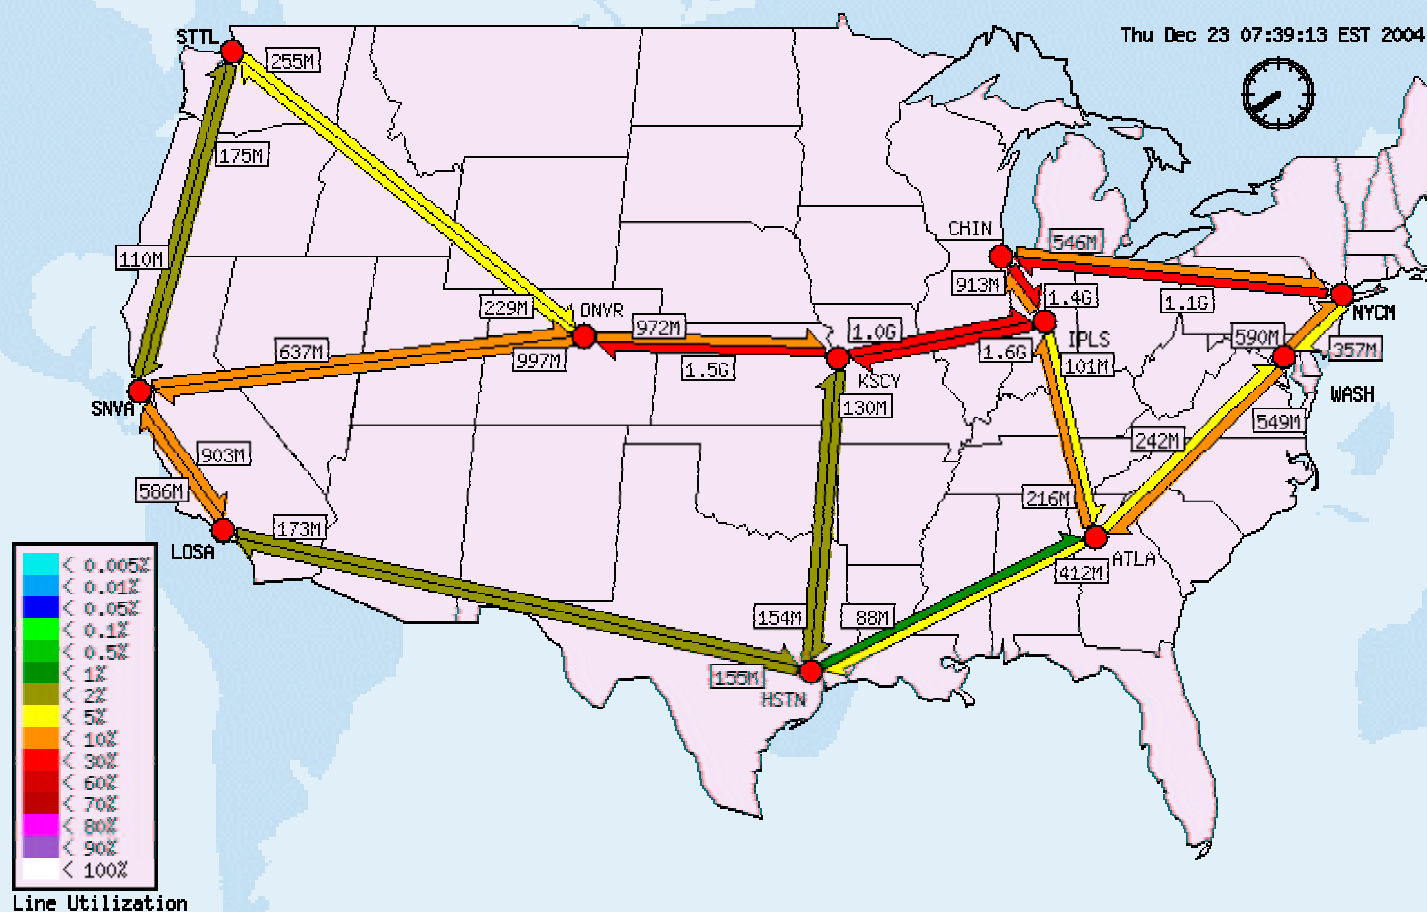 Thu Dec 23 07:39:13 EST 2004
STTL
255M
175M
110M
CHIN
546M
913M
1.4G
1.1G
NYCM
229M
DNVR
972M
1.0G
IPLS
590M
357M
637M
997M
1.5G
1.6G
101M
KSCY
WASH
SNVA
130M
549M
242M
903M
586M
216M
173M
LOSA
ATLA
412M
154M
88M
155M
HSTN
< 0.005%
< 0.01%
< 0.05%
< 0.1%
< 0.5%
< 1%
< 2%
< 5%
< 10%
< 30%
< 60%
< 70%
< 80%
< 90%
< 100%
Line Utilization